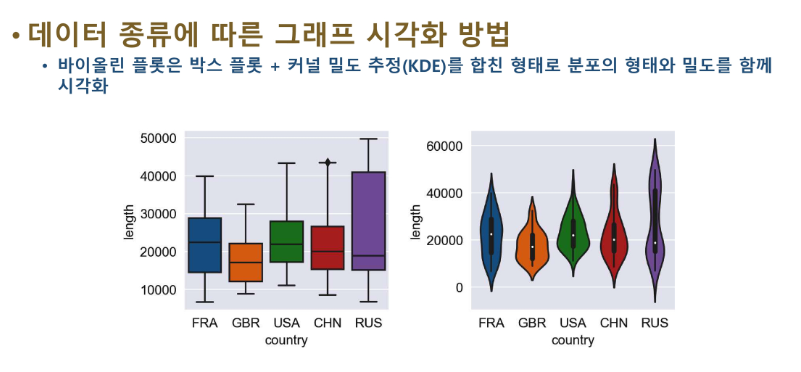 • 데이터 종류에 따른 그래프 시각화 방법
• 바이올린 플롯은 박스 플롯 + 커널 밀도 추정(KDE)를 합친 형태로 분포의 형태와 밀도를 함께
시각화
50000
40000
30000
20000
10000
length
FRA GBR USA CHN RUS
country
60000
40000
20000
0
length
FRA GBR USA CHN RUS
country